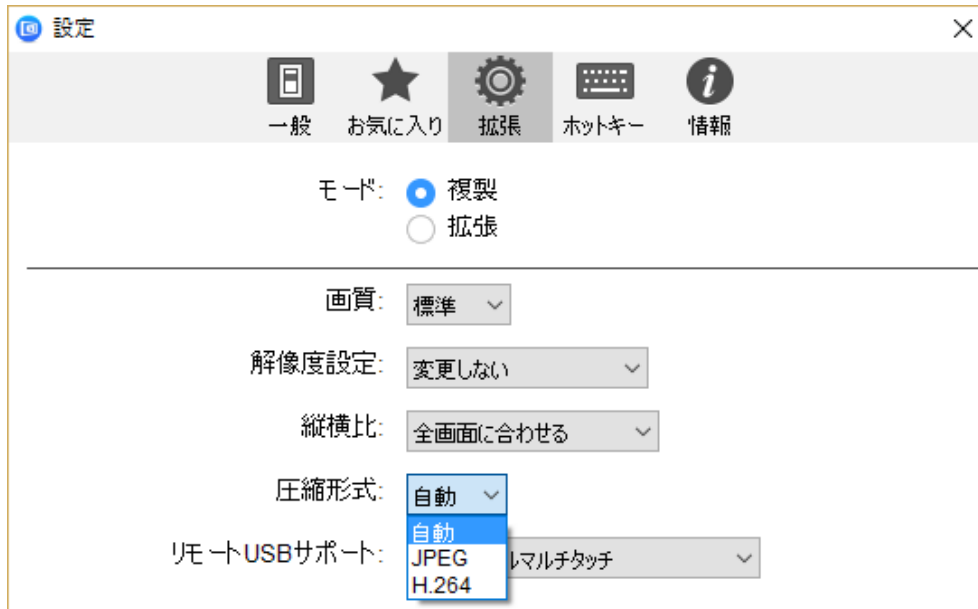 設定
一般 お気に入り 拡張 ホットキー 情報
モード: 複製
拡張
画質: 標準
解像度設定: 変更しない
縦横比: 全画面に合わせる
圧縮形式: 自動
自動
JPEG
H.264
リモートUSBサポート: ルマルチタッチ